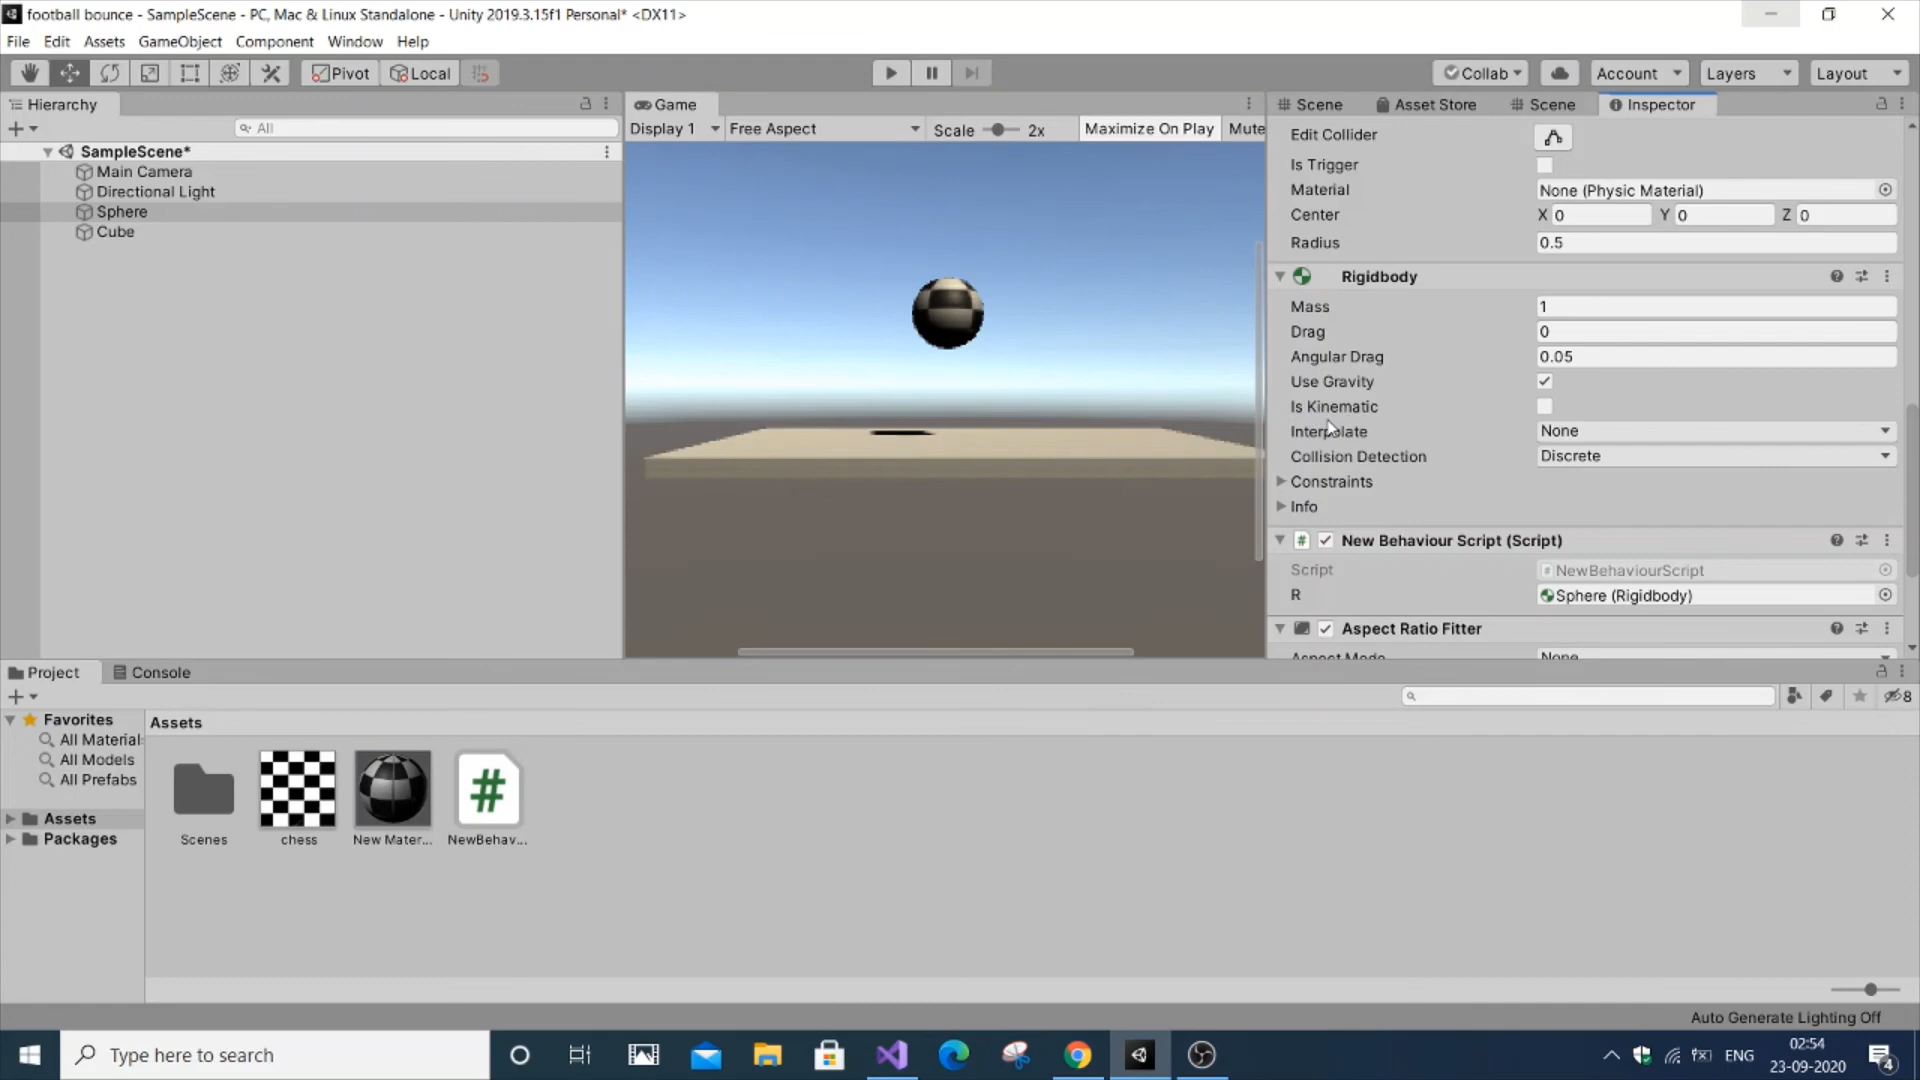 football bounce - SampleScene - PC, Mac & Linux Standalone - Unity 2019.3.15f1 Personal* <DX11>
File Edit Assets GameObject Component Window Help
Pivot Local Collab Account Layers Layout
Hierarchy Game Scene Asset Store Scene Inspector
All
Display 1 Free Aspect Scale 2x Maximize On Play Mute
SampleScene*
Main Camera
Directional Light
Sphere
Cube
Edit Collider
Is Trigger
Material None (Physic Material)
Center X 0 Y 0 Z 0
Radius 0.5
Rigidbody
Mass 1
Drag 0
Angular Drag 0.05
Use Gravity
Is Kinematic
Interpolate None
Collision Detection Discrete
Constraints
Info
# New Behaviour Script (Script)
Script # NewBehaviourScript
R Sphere (Rigidbody)
Aspect Ratio Fitter
Aspect Mode None
Project Console
8
Favorites
All Material
All Models
All Prefabs
Assets
Packages
Assets
#
Scenes chess New Mater... NewBehav...
Auto Generate Lighting Off
Type here to search
ENG
02:54
23-09-2020
4